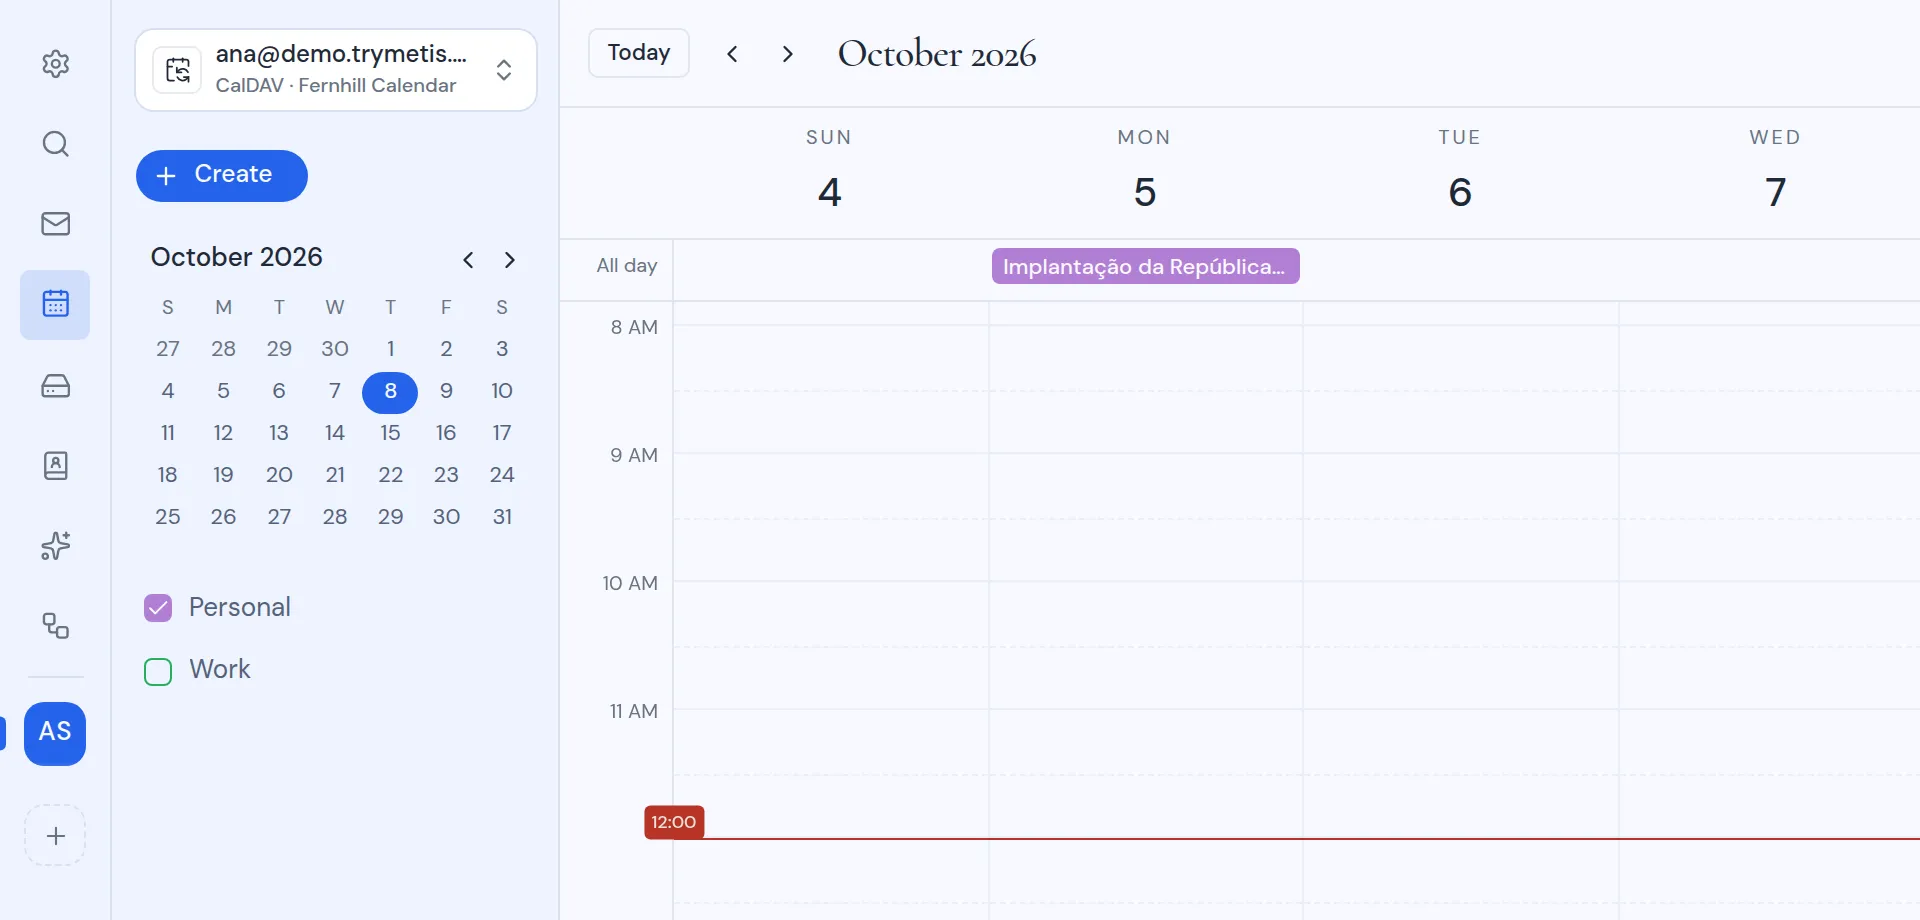 ana@demo.trymetis....
CalDAV · Fernhill Calendar
Create
October 2026
S M T W T F S
27 28 29 30 1 2 3
4 5 6 7 8 9 10
11 12 13 14 15 16 17
18 19 20 21 22 23 24
25 26 27 28 29 30 31
Personal
Work
AS
Today
October 2026
SUN MON TUE WED
4 5 6 7
All day
Implantação da República...
8 AM
9 AM
10 AM
11 AM
12:00